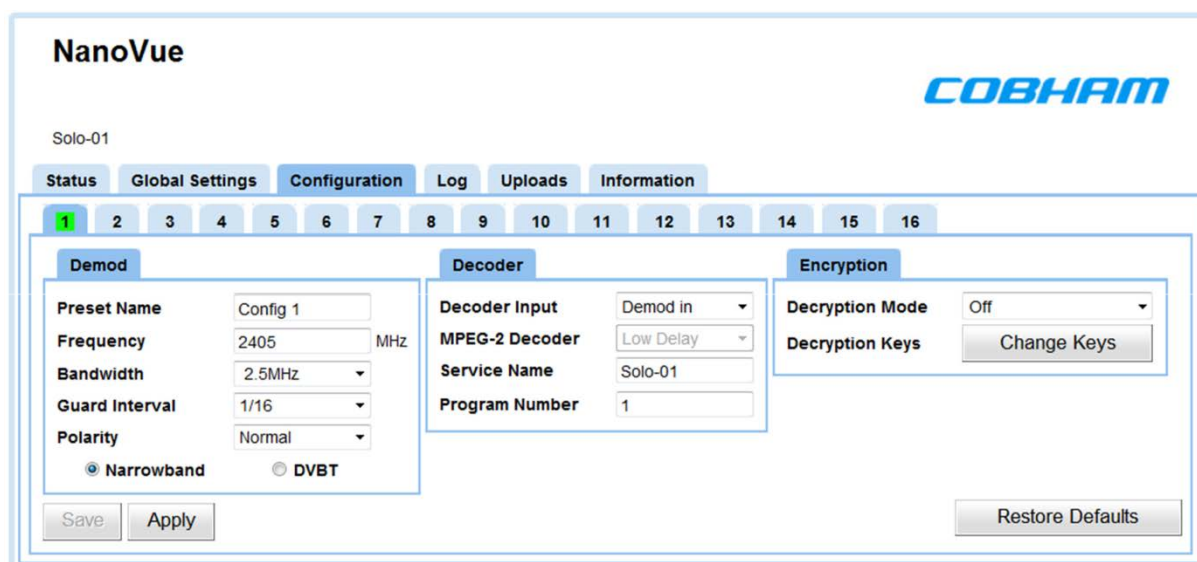 NanoVue
COBHAM
Solo-01
Status Global Settings Configuration Log Uploads Information
1 2 3 4 5 6 7 8 9 10 11 12 13 14 15 16
Demod
Preset Name Config 1
Frequency 2405 MHz
Bandwidth 2.5MHz
Guard Interval 1/16
Polarity Normal
Narrowband DVBT
Decoder
Decoder Input Demod in
MPEG-2 Decoder Low Delay
Service Name Solo-01
Program Number 1
Encryption
Decryption Mode Off
Decryption Keys Change Keys
Save Apply Restore Defaults